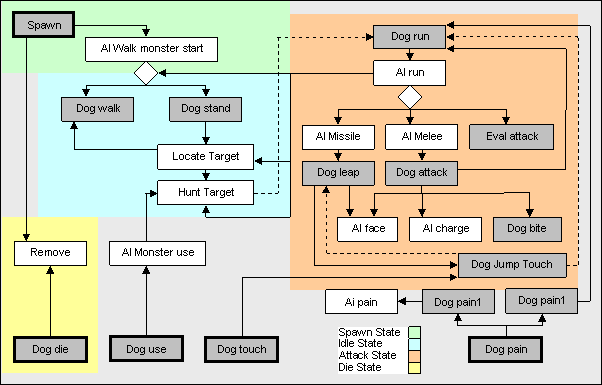 Spawn
Dog run
AI Walk monster start
AI run
Dog walk
Dog stand
AI Missile
AI Melee
Eval attack
Locate Target
Dog leap
Dog attack
Hunt Target
AI face
AI charge
Dog bite
Remove
AI Monster use
Dog Jump Touch
Ai pain
Dog pain1
Dog pain1
Dog die
Dog use
Dog touch
Dog pain
Spawn State
Idle State
Attack State
Die State